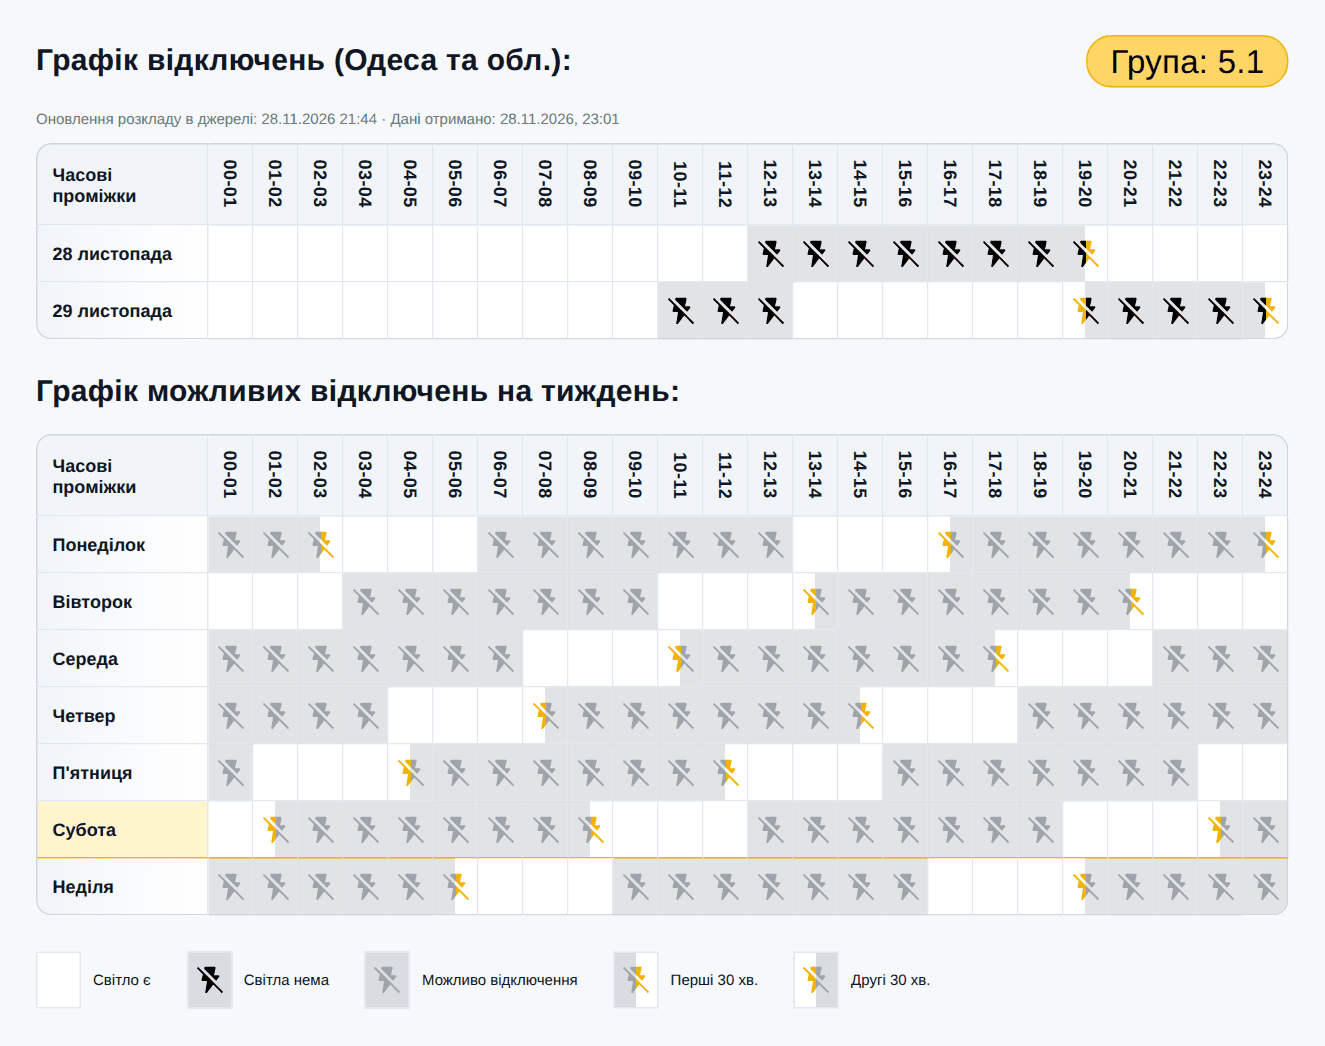 Графік відключень (Одеса та обл.):
Група: 5.1
Оновлення розкладу в джерелі: 28.11.2026 21:44 · Дані отримано: 28.11.2026, 23:01
Часові проміжки 00-01 01-02 02-03 03-04 04-05 05-06 06-07 07-08 08-09 09-10 10-11 11-12 12-13 13-14 14-15 15-16 16-17 17-18 18-19 19-20 20-21 21-22 22-23 23-24
28 листопада
29 листопада
Графік можливих відключень на тиждень:
Часові проміжки 00-01 01-02 02-03 03-04 04-05 05-06 06-07 07-08 08-09 09-10 10-11 11-12 12-13 13-14 14-15 15-16 16-17 17-18 18-19 19-20 20-21 21-22 22-23 23-24
Понеділок
Вівторок
Середа
Четвер
П'ятниця
Субота
Неділя
Світло є Світла нема Можливо відключення Перші 30 хв. Другі 30 хв.